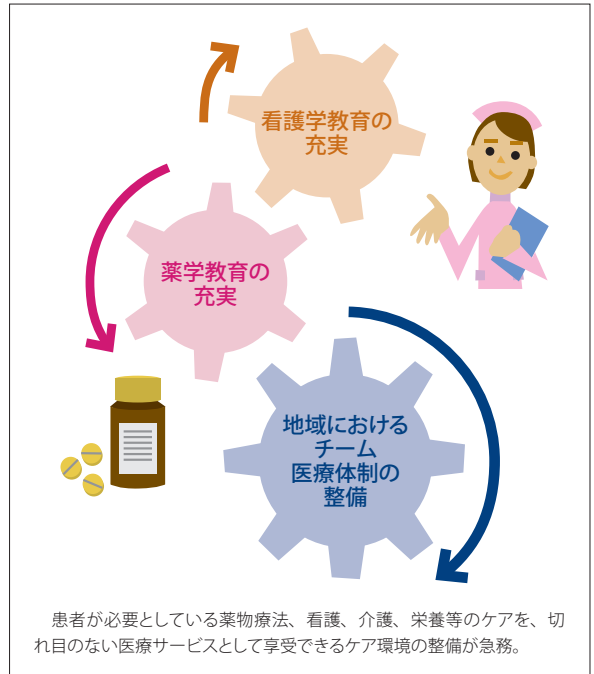 看護学教育の
充実
薬学教育の
充実
地域における
チーム
医療体制の
整備
　患者が必要としている薬物療法、看護、介護、栄養等のケアを、切
れ目のない医療サービスとして享受できるケア環境の整備が急務。